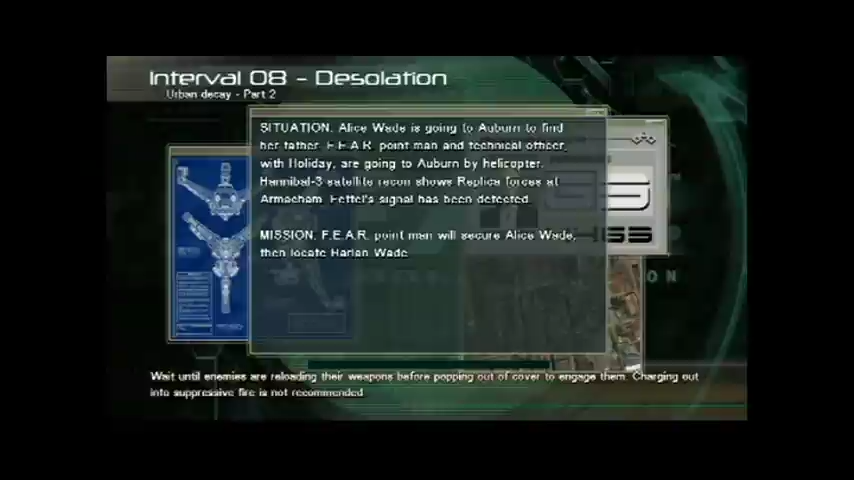 Interval 08 - Desolation
Urban decay - Part 2
SITUATION. Alice Wade is going to Auburn to find
her father. F.E.A.R. point man and technical officer,
with Holiday, are going to Auburn by helicopter.
Hannibal-3 satellite recon shows Replica forces at
Armacham. Fettel's signal has been detected.
MISSION. F.E.A.R. point man will secure Alice Wade,
then locate Harlan Wade.
Wait until enemies are reloading their weapons before popping out of cover to engage them. Charging out
into suppressive fire is not recommended.